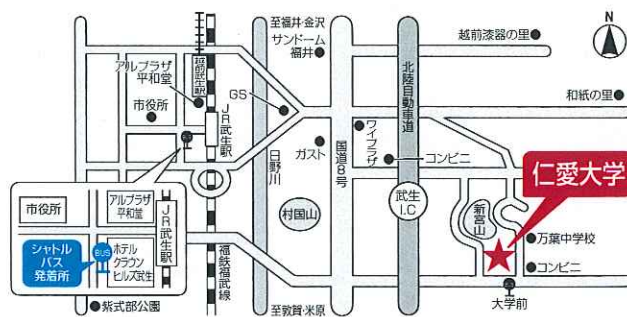 至福井・金沢
サンドーム
福井
越前漆器の里
N
アルプラザ
平和堂
越前武生駅
北陸自動車道
市役所
GS
和紙の里
JR武生駅
ワイプラザ
日野川
ガスト
国道8号
コンビニ
仁愛大学
市役所
アルプラザ
平和堂
JR武生駅
村国山
武生
I.C
新宮山
万葉中学校
シャトル
バス
発着所
BUS
ホテル
クラウン
ヒルズ武生
福鉄福武線
コンビニ
大学前
紫式部公園
至敦賀・米原